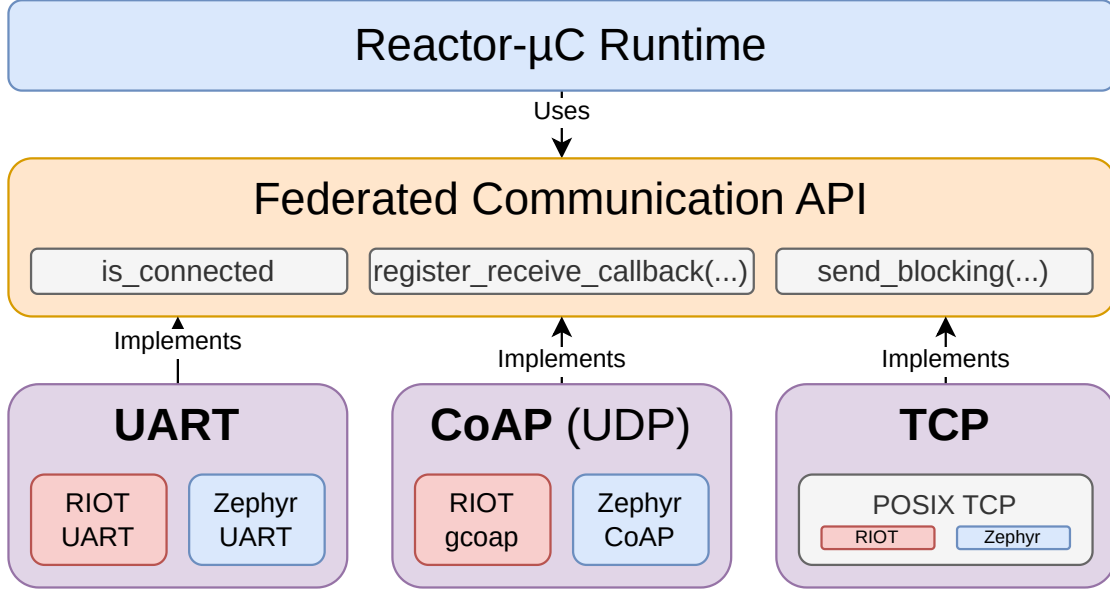 Reactor-µC Runtime
Uses
Federated Communication API
is_connected
register_receive_callback(...)
send_blocking(...)
Implements
Implements
Implements
UART
CoAP (UDP)
TCP
RIOT
UART
Zephyr
UART
RIOT
gcoap
Zephyr
CoAP
POSIX TCP
RIOT
Zephyr